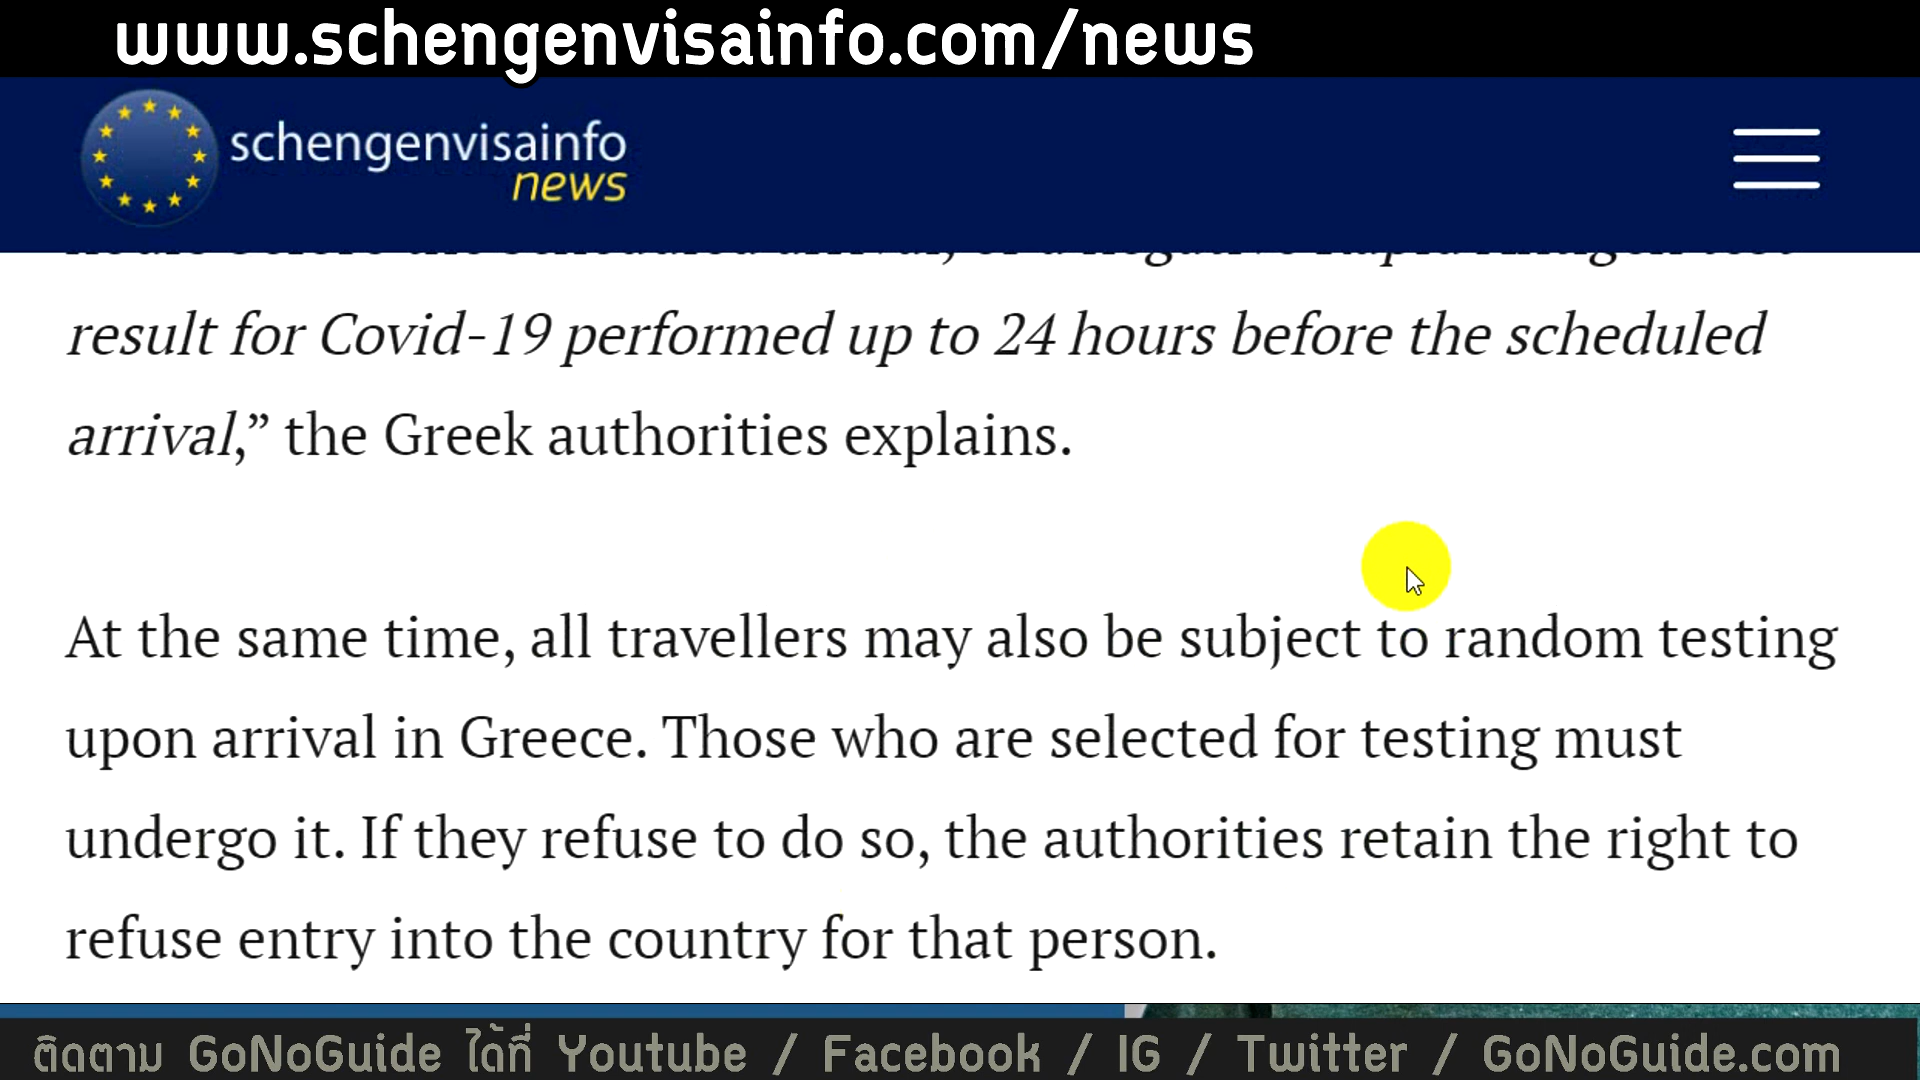 www.schengenvisainfo.com/news
schengenvisainfo
news
result for Covid-19 performed up to 24 hours before the scheduled
arrival,” the Greek authorities explains.
At the same time, all travellers may also be subject to random testing
upon arrival in Greece. Those who are selected for testing must
undergo it. If they refuse to do so, the authorities retain the right to
refuse entry into the country for that person.
ติดตาม GoNoGuide ได้ที่ Youtube / Facebook / IG / Twitter / GoNoGuide.com